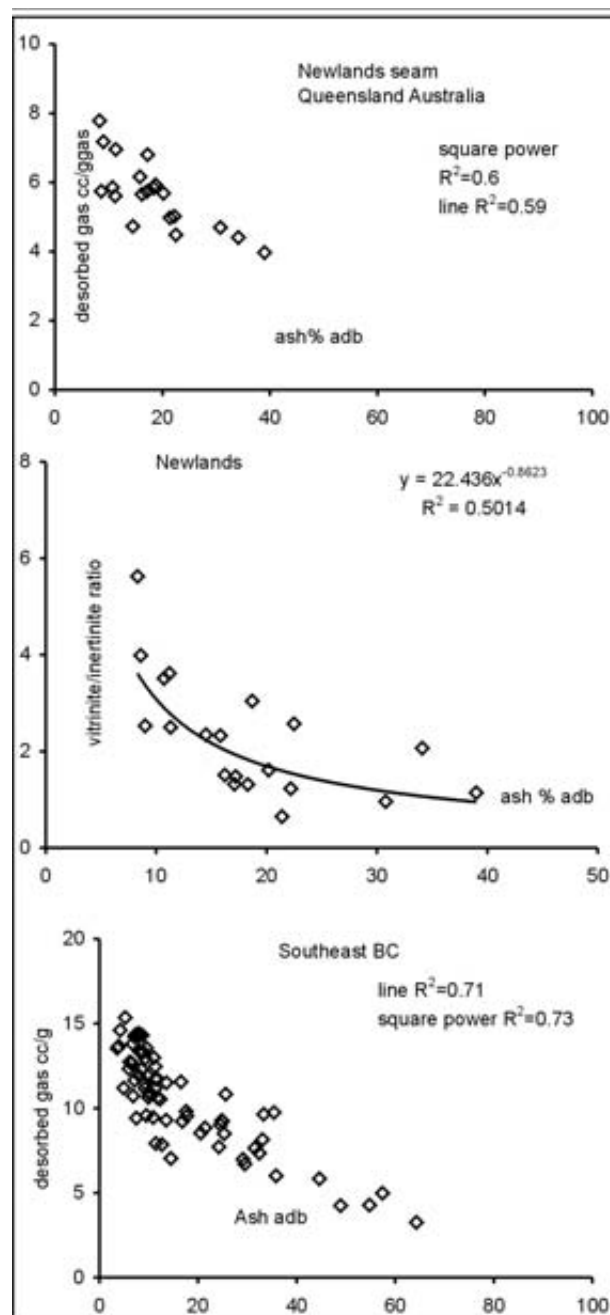 10
Newlands seam
Queensland Australia
8
square power
R²=0.6
line R²=0.59
6
4
2
0
desorbed gas cc/ggas
ash% adb
0 20 40 60 80 100
8
Newlands
y = 22.436x^-0.8623
R² = 0.5014
6
4
2
0
vitrinite/inertinite ratio
ash % adb
0 10 20 30 40 50
20
Southeast BC
line R²=0.71
square power R²=0.73
15
10
5
0
desorbed gas cc/g
Ash adb
0 20 40 60 80 100